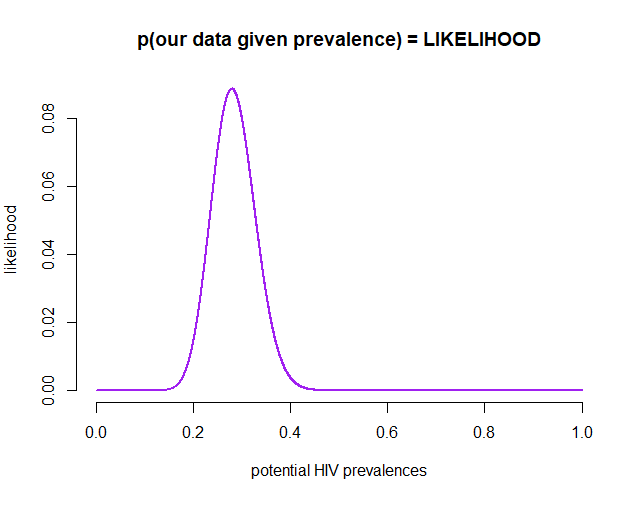 p(our data given prevalence) = LIKELIHOOD
likelihood
0.08
0.06
0.04
0.02
0.00
0.0 0.2 0.4 0.6 0.8 1.0
potential HIV prevalences